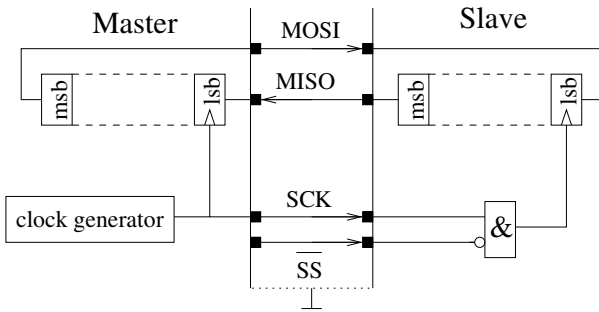 Master
MOSI
Slave
msb
lsb
MISO
msb
lsb
clock generator
SCK
&
SS